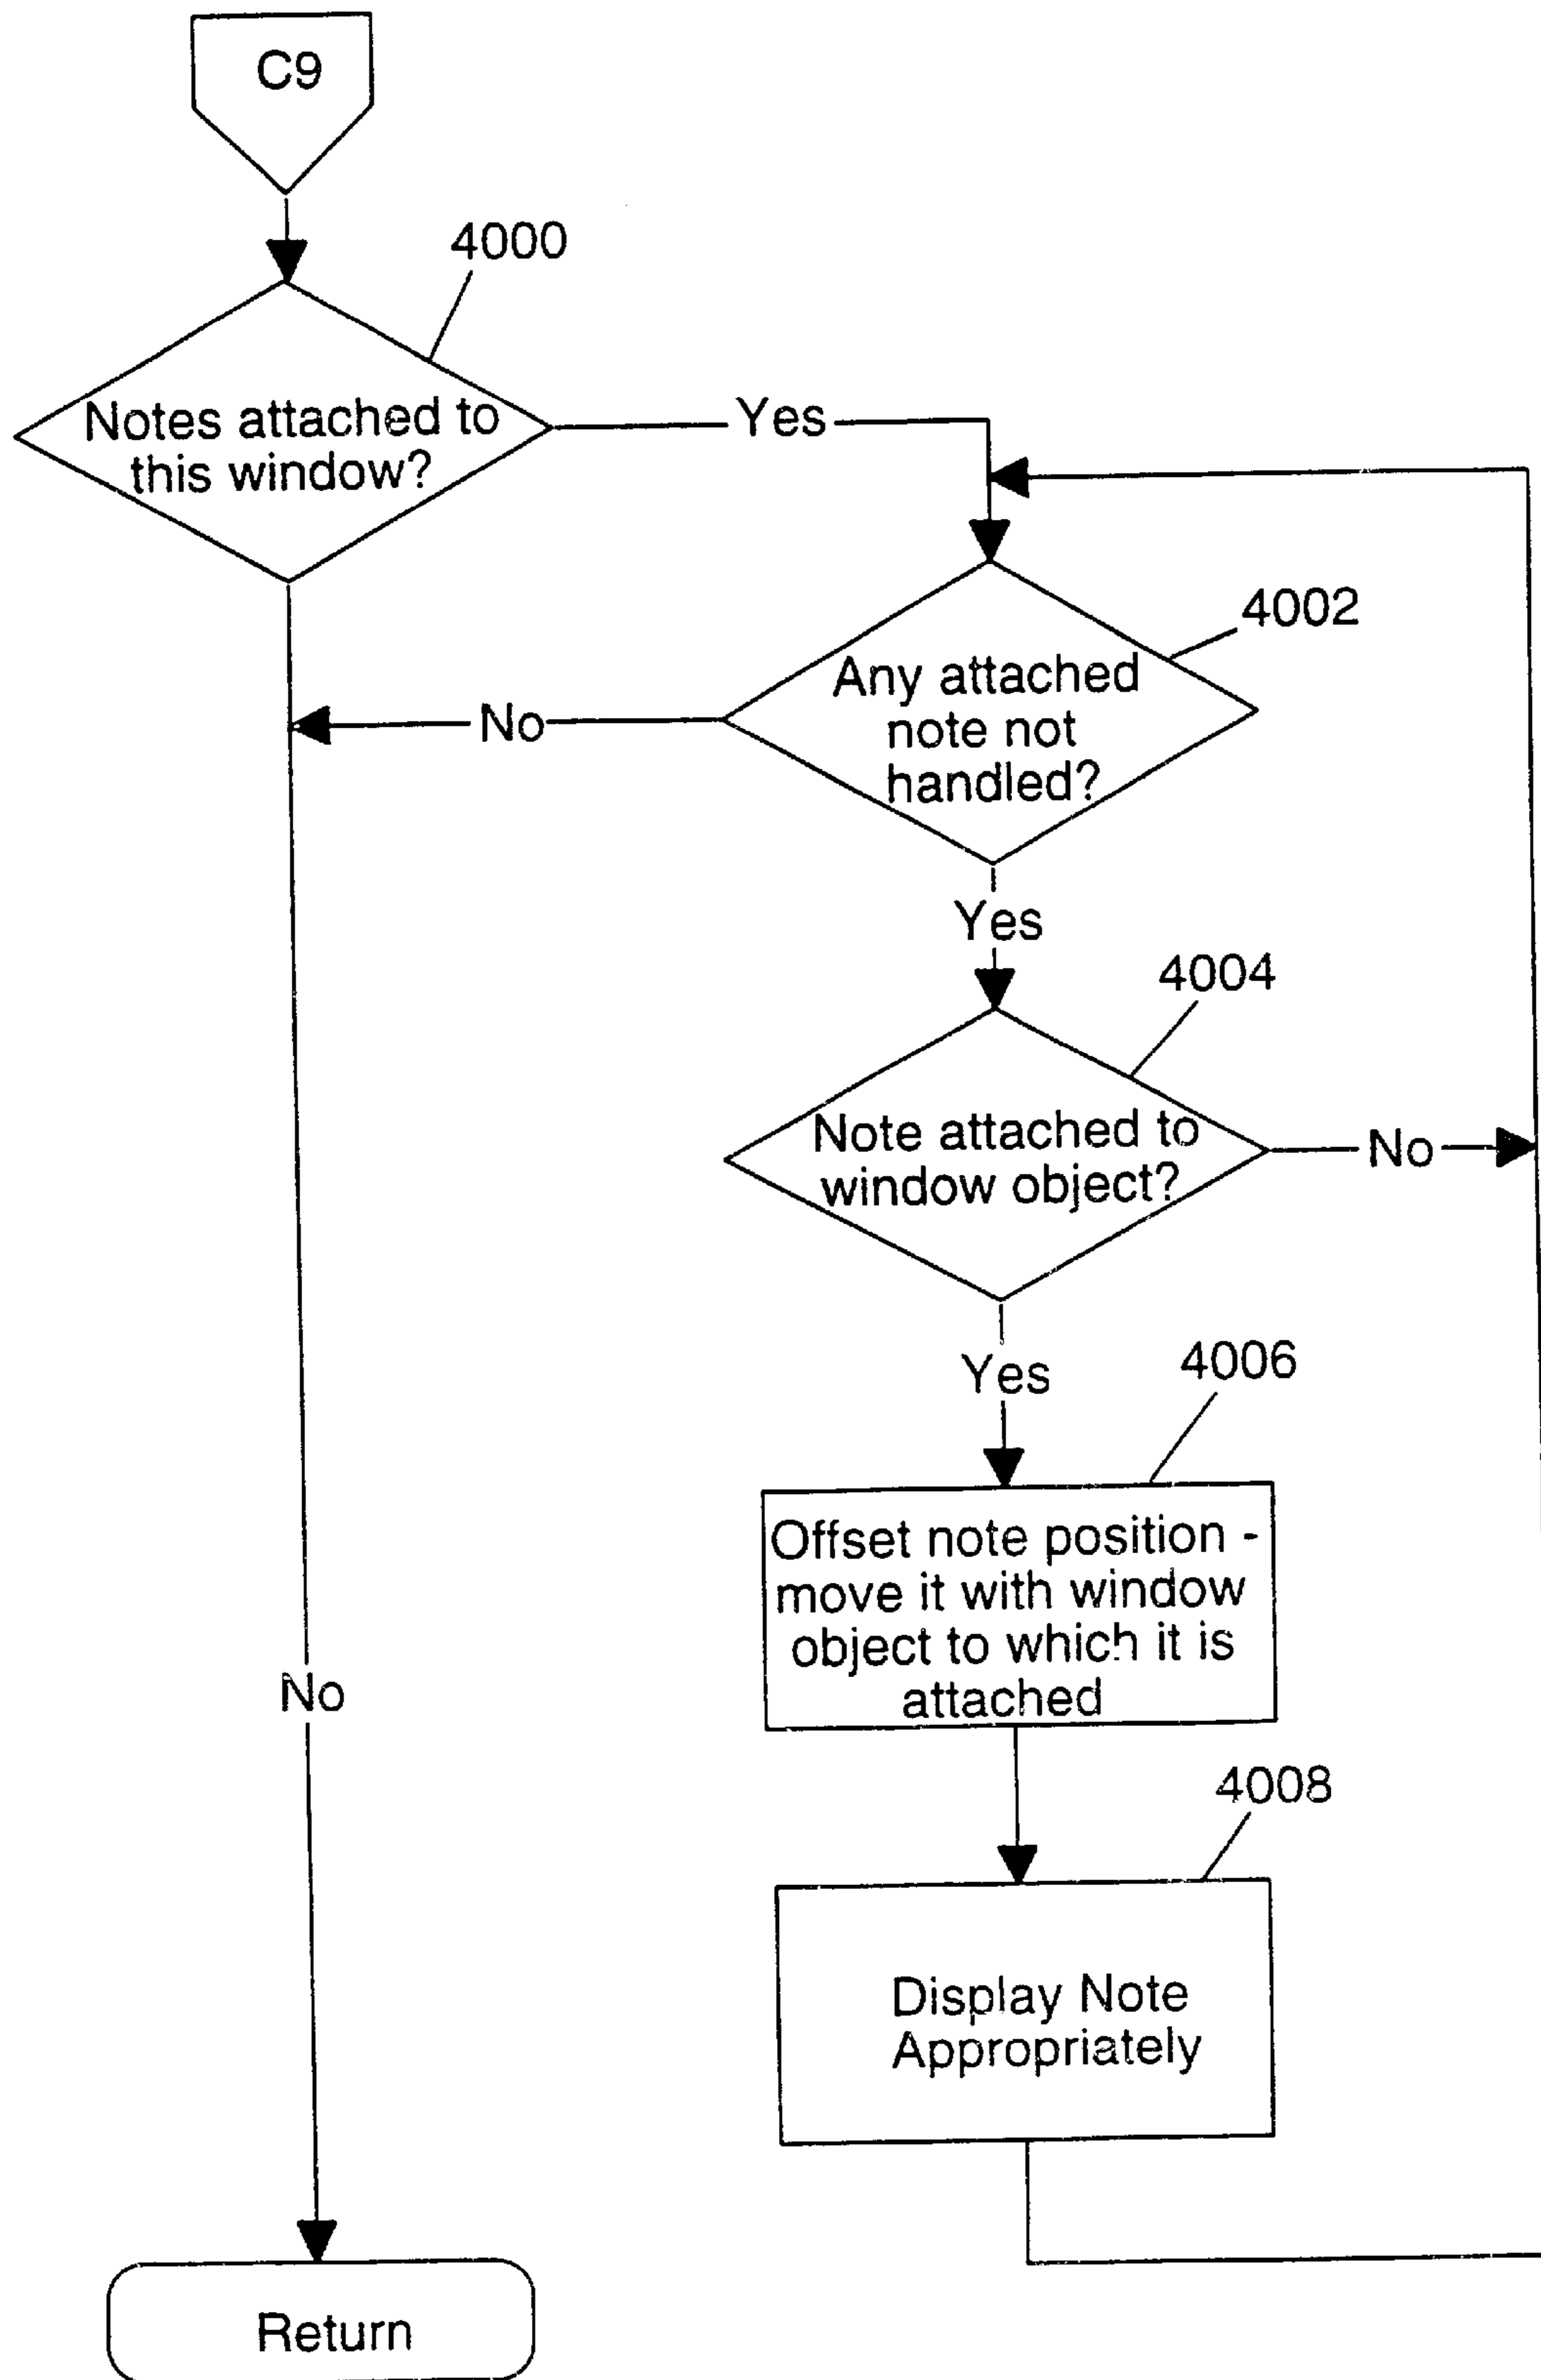 C9
4000
Notes attached to
this window?
Yes
4002
Any attached
note not
handled?
No
Yes
4004
Note attached to
window object?
No
Yes
4006
Offset note position -
move it with window
object to which it is
attached
No
4008
Display Note
Appropriately
Return